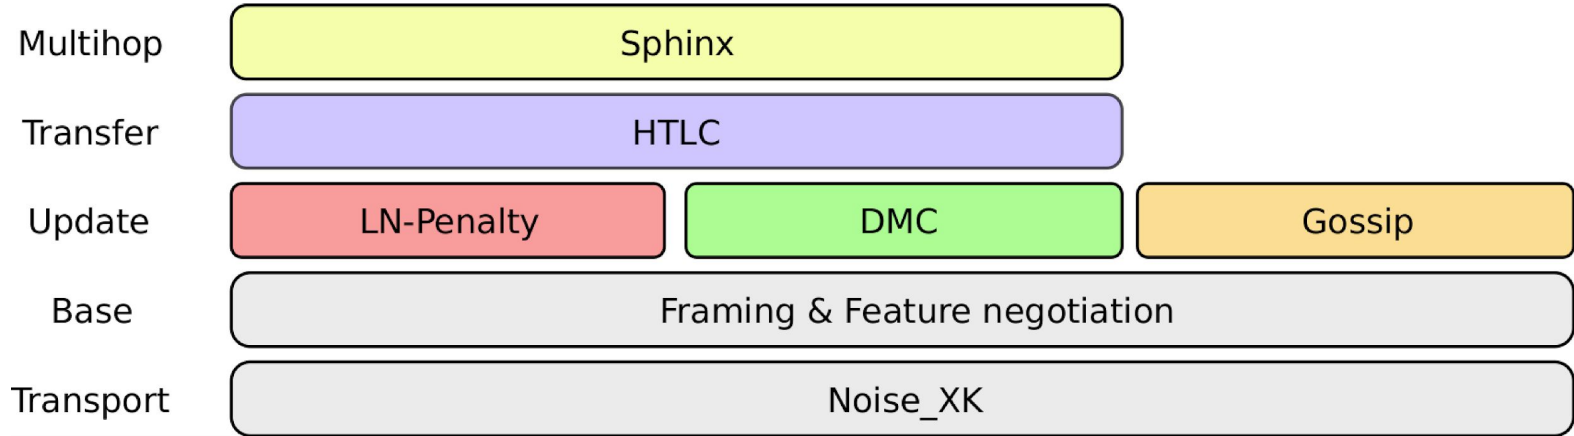 Multihop Sphinx
Transfer HTLC
Update LN-Penalty DMC Gossip
Base Framing & Feature negotiation
Transport Noise_XK